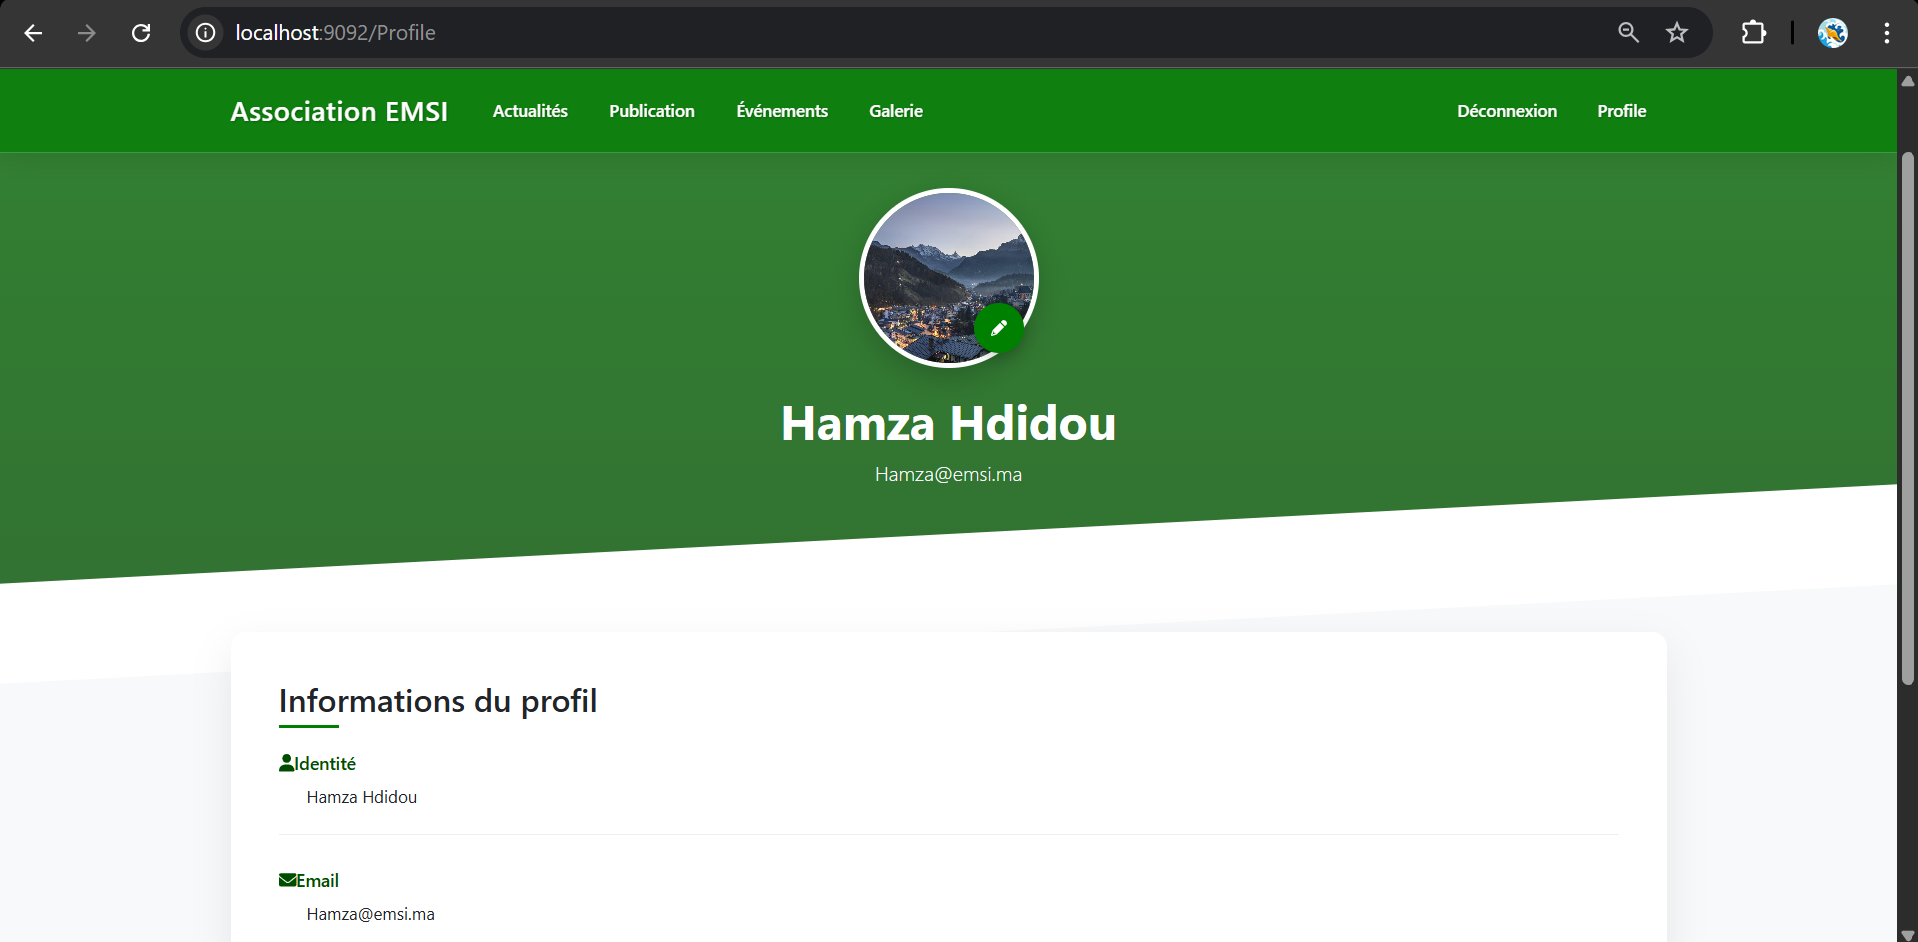 localhost:9092/Profile
Association EMSI Actualités Publication Événements Galerie Déconnexion Profile
Hamza Hdidou
Hamza@emsi.ma
Informations du profil
Identité
Hamza Hdidou
Email
Hamza@emsi.ma